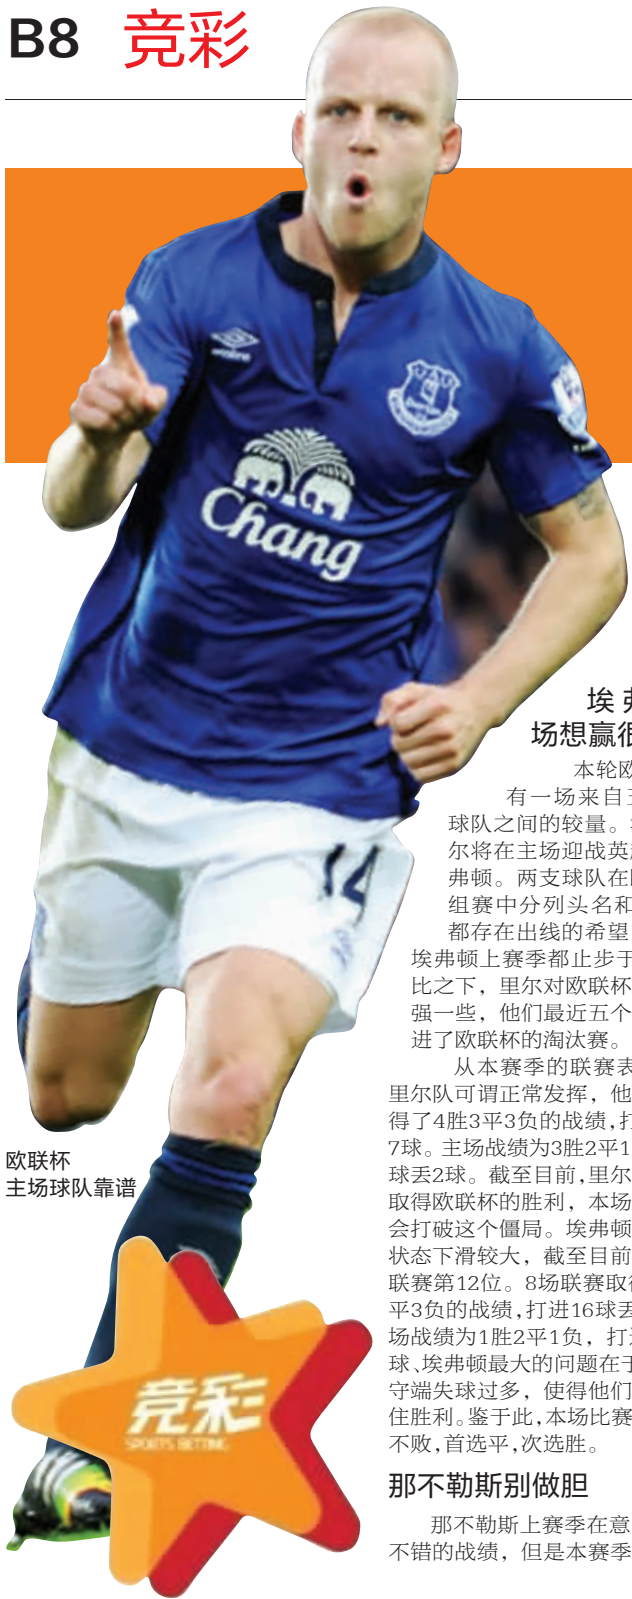 B8 竞彩
umbro
Everton
Chang
14
埃弗
场想赢很
本轮欧
有一场来自五
球队之间的较量。
尔将在主场迎战英超
弗顿。两支球队在
组赛中分列头名和
都存在出线的希望
埃弗顿上赛季都止步于
比之下，里尔对欧联杯
强一些，他们最近五个
进了欧联杯的淘汰赛。
从本赛季的联赛表
里尔队可谓正常发挥，他
得了4胜3平3负的战绩,打
7球。主场战绩为3胜2平1
球丢2球。截至目前,里尔
取得欧联杯的胜利，本场
会打破这个僵局。埃弗顿
状态下滑较大，截至目前
联赛第12位。8场联赛取得
平3负的战绩,打进16球丢
场战绩为1胜2平1负，打进
球、埃弗顿最大的问题在于
守端失球过多，使得他们
住胜利。鉴于此,本场比赛
不败,首选平,次选胜。
那不勒斯别做胆
那不勒斯上赛季在意
不错的战绩，但是本赛季
欧联杯
主场球队靠谱
竞彩
SPORTS BETTING